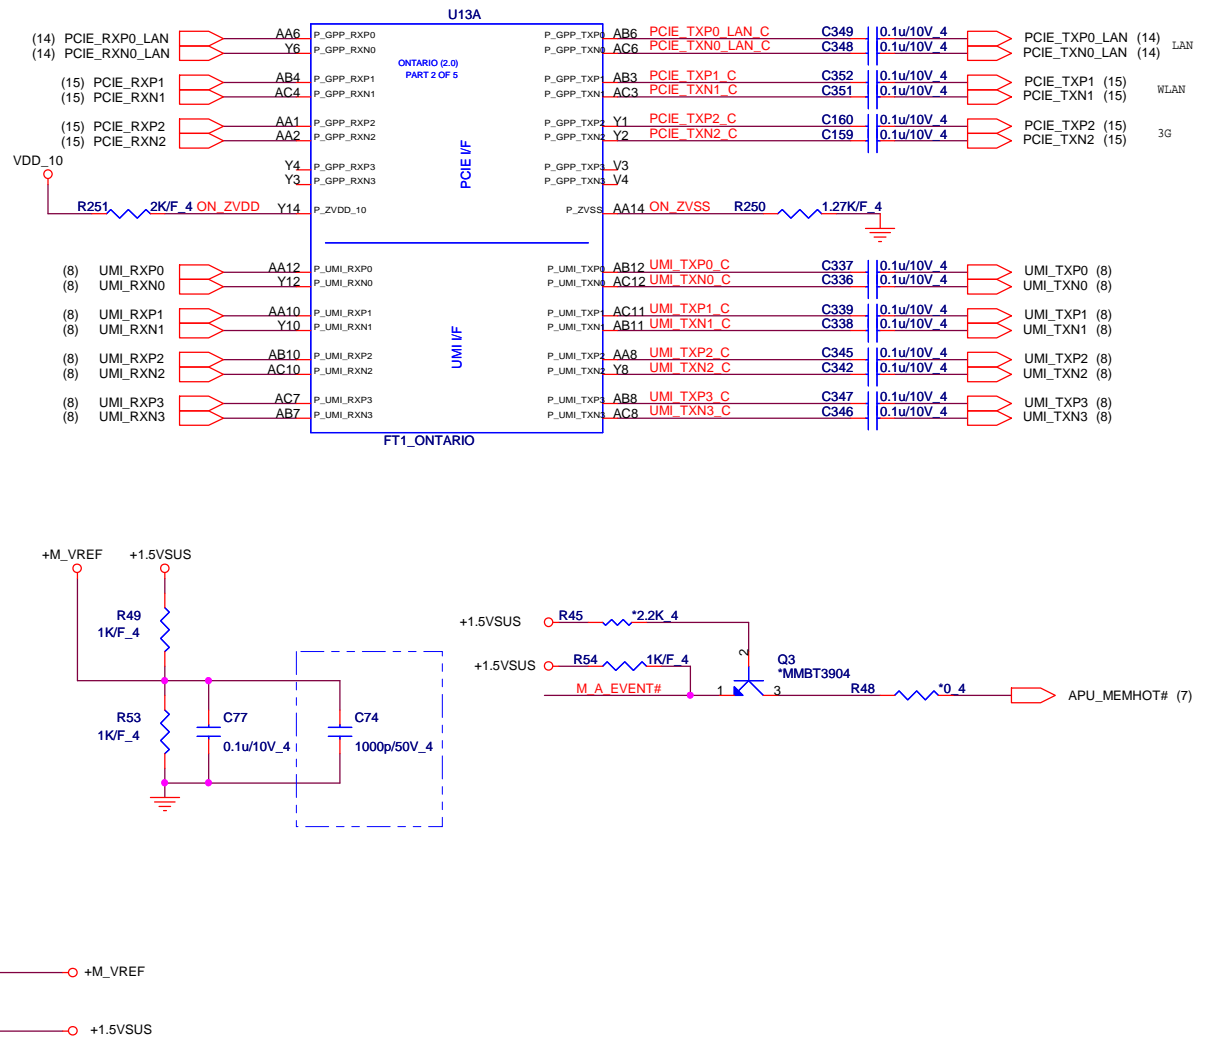 U13A
(14) PCIE_RXP0_LAN AA6 P_GPP_RXP0 P_GPP_TXP0 AB6 PCIE_TXP0_LAN_C C349 0.1u/10V_4 PCIE_TXP0_LAN (14)
(14) PCIE_RXN0_LAN Y6 P_GPP_RXN0 P_GPP_TXN0 AC6 PCIE_TXN0_LAN_C C348 0.1u/10V_4 PCIE_TXN0_LAN (14) LAN
ONTARIO (2.0)
PART 2 OF 5
(15) PCIE_RXP1 AB4 P_GPP_RXP1 P_GPP_TXP1 AB3 PCIE_TXP1_C C352 0.1u/10V_4 PCIE_TXP1 (15)
(15) PCIE_RXN1 AC4 P_GPP_RXN1 P_GPP_TXN1 AC3 PCIE_TXN1_C C351 0.1u/10V_4 PCIE_TXN1 (15) WLAN
(15) PCIE_RXP2 AA1 P_GPP_RXP2 P_GPP_TXP2 Y1 PCIE_TXP2_C C160 0.1u/10V_4 PCIE_TXP2 (15)
(15) PCIE_RXN2 AA2 P_GPP_RXN2 P_GPP_TXN2 Y2 PCIE_TXN2_C C159 0.1u/10V_4 PCIE_TXN2 (15) 3G
VDD_10
PCIE I/F
Y4 P_GPP_RXP3 P_GPP_TXP3 V3
Y3 P_GPP_RXN3 P_GPP_TXN3 V4
R251 2K/F_4 ON_ZVDD Y14 P_ZVDD_10 P_ZVSS AA14 ON_ZVSS R250 1.27K/F_4
(8) UMI_RXP0 AA12 P_UMI_RXP0 P_UMI_TXP0 AB12 UMI_TXP0_C C337 0.1u/10V_4 UMI_TXP0 (8)
(8) UMI_RXN0 Y12 P_UMI_RXN0 P_UMI_TXN0 AC12 UMI_TXN0_C C336 0.1u/10V_4 UMI_TXN0 (8)
(8) UMI_RXP1 AA10 P_UMI_RXP1 P_UMI_TXP1 AC11 UMI_TXP1_C C339 0.1u/10V_4 UMI_TXP1 (8)
(8) UMI_RXN1 Y10 P_UMI_RXN1 P_UMI_TXN1 AB11 UMI_TXN1_C C338 0.1u/10V_4 UMI_TXN1 (8)
UMI I/F
(8) UMI_RXP2 AB10 P_UMI_RXP2 P_UMI_TXP2 AA8 UMI_TXP2_C C345 0.1u/10V_4 UMI_TXP2 (8)
(8) UMI_RXN2 AC10 P_UMI_RXN2 P_UMI_TXN2 Y8 UMI_TXN2_C C342 0.1u/10V_4 UMI_TXN2 (8)
(8) UMI_RXP3 AC7 P_UMI_RXP3 P_UMI_TXP3 AB8 UMI_TXP3_C C347 0.1u/10V_4 UMI_TXP3 (8)
(8) UMI_RXN3 AB7 P_UMI_RXN3 P_UMI_TXN3 AC8 UMI_TXN3_C C346 0.1u/10V_4 UMI_TXN3 (8)
FT1_ONTARIO
+M_VREF +1.5VSUS
R49
1K/F_4
R53
1K/F_4
C77
0.1u/10V_4
C74
1000p/50V_4
+1.5VSUS R45 *2.2K_4
+1.5VSUS R54 1K/F_4
2
Q3
*MMBT3904
M_A_EVENT# 1 3 R48 *0_4 APU_MEMHOT# (7)
+M_VREF
+1.5VSUS